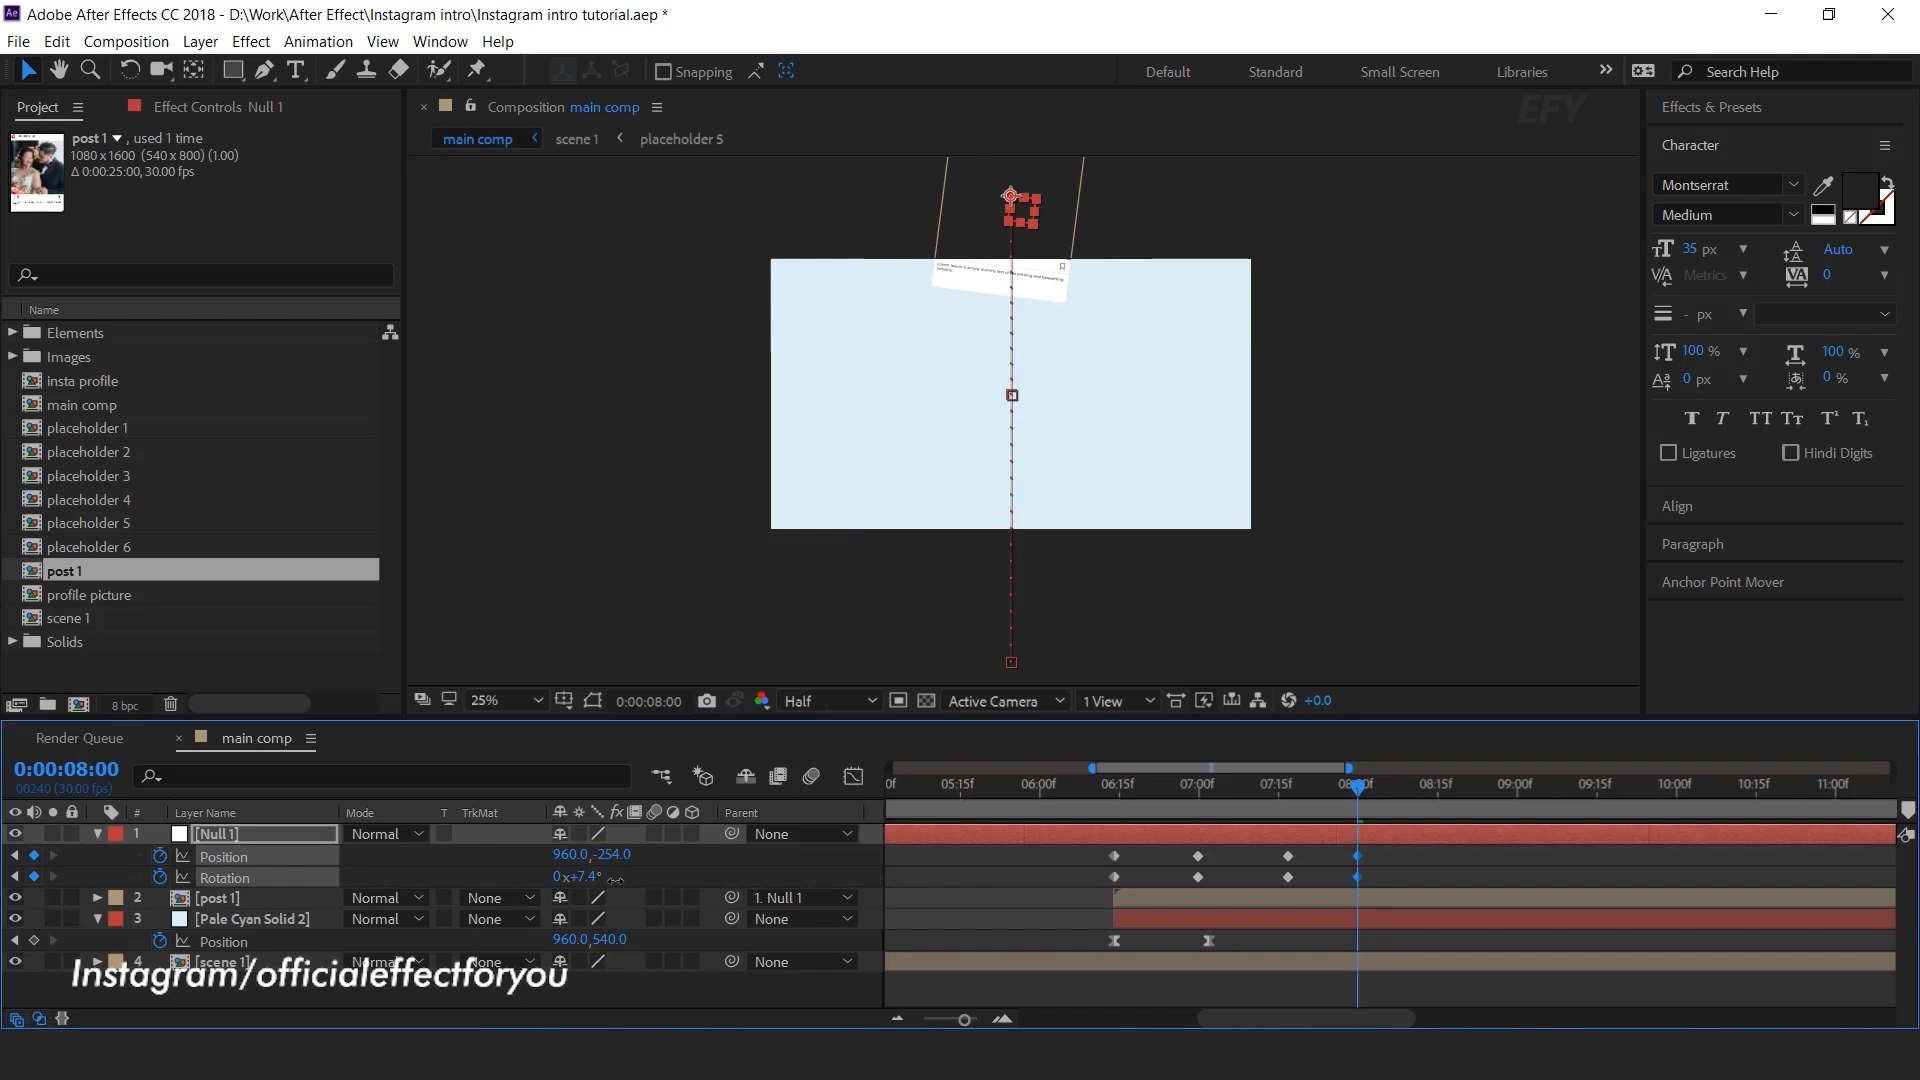 Adobe After Effects CC 2018 - D:\Work\After Effect\Instagram intro\Instagram intro tutorial.aep *
File Edit Composition Layer Effect Animation View Window Help
Snapping Default Standard Small Screen Libraries Search Help
Project Effect Controls Null 1
post 1 , used 1 time
1080 x 1600 (540 x 800) (1.00)
Δ 0:00:25:00, 30.00 fps
Name
Elements
Images
insta profile
main comp
placeholder 1
placeholder 2
placeholder 3
placeholder 4
placeholder 5
placeholder 6
post 1
profile picture
scene 1
Solids
8 bpc
Composition main comp
main comp scene 1 placeholder 5
EFY
25% 0:00:08:00 Half Active Camera 1 View +0.0
Effects & Presets
Character
Montserrat
Medium
35 px Auto
Metrics 0
- px
100 % 100 %
0 px 0 %
Ligatures Hindi Digits
Align
Paragraph
Anchor Point Mover
Render Queue main comp
0:00:08:00
00240 (30.00 fps)
05:15f 06:00f 06:15f 07:00f 07:15f 08:15f 09:00f 09:15f 10:00f 10:15f 11:00f
# Layer Name Mode T TrkMat Parent
1 [Null 1] Normal None
Position 960.0,-254.0
Rotation 0x+7.4°
2 [post 1] Normal None 1. Null 1
3 [Pale Cyan Solid 2] Normal None None
Position 960.0,540.0
4 [scene 1] Normal None None
Instagram/officialeffectforyou